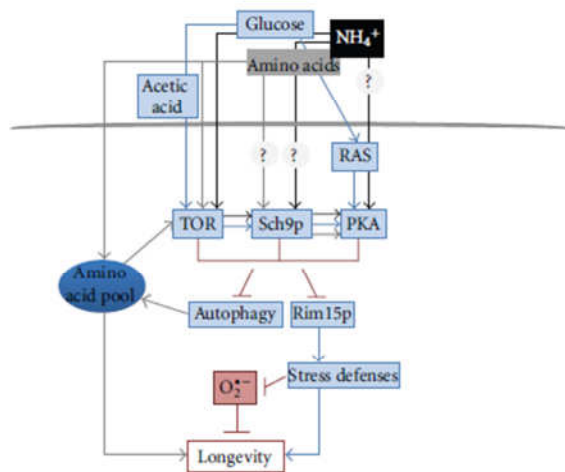 Glucose
NH₄⁺
Amino acids
Acetic
acid
?
? ?
RAS
TOR
Sch9p
PKA
Amino
acid pool
Autophagy
Rim15p
O₂•−
Stress defenses
Longevity